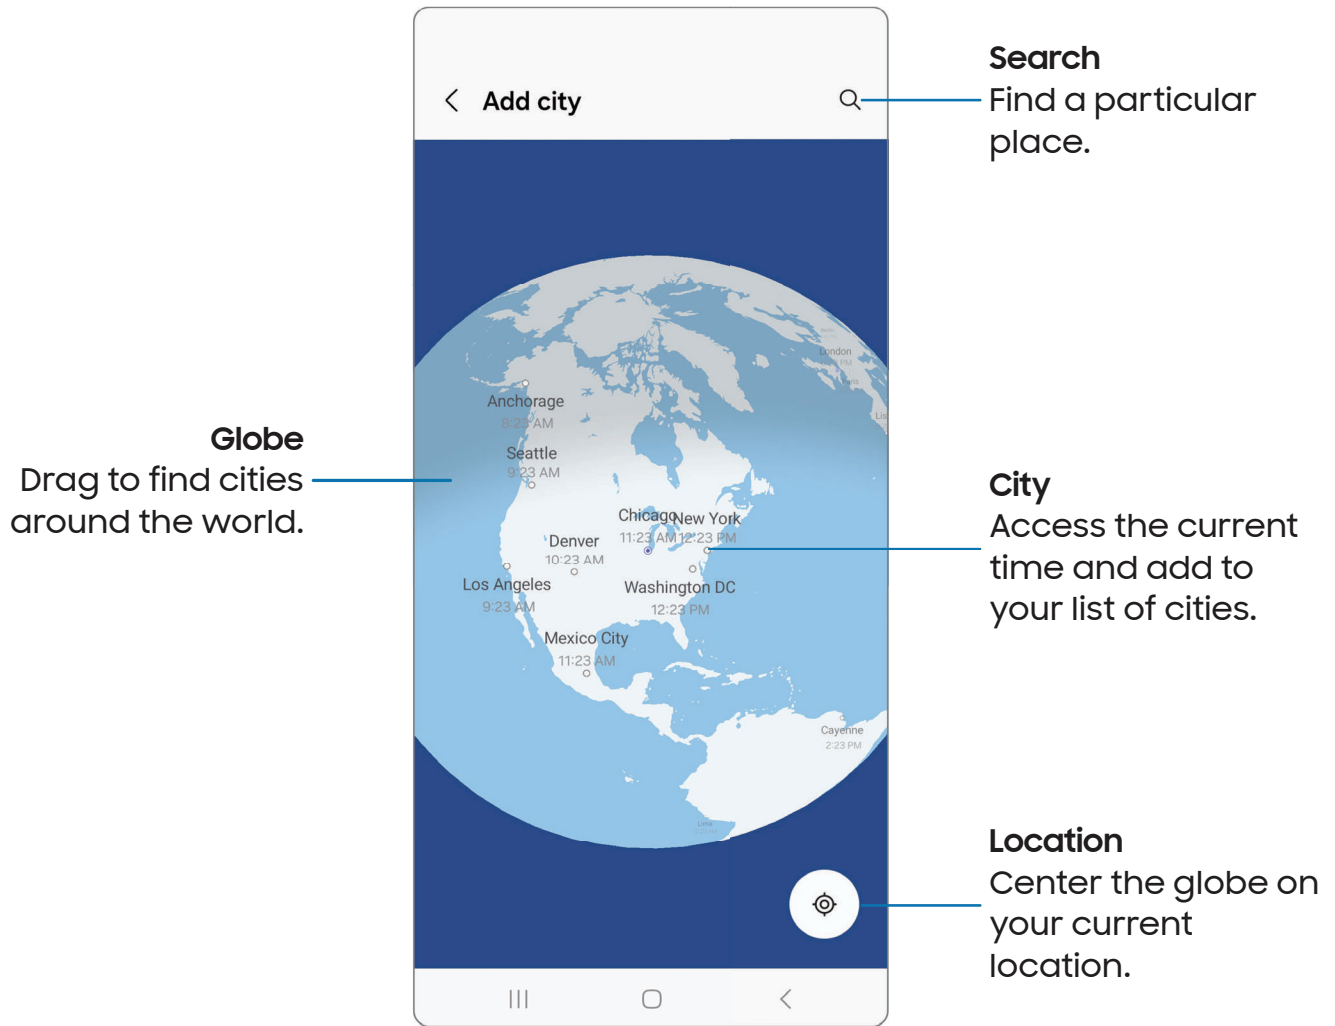 Add city
Search
Find a particular
place.
London
PM
Anchorage
8:23 AM
Seattle
9:23 AM
Globe
Drag to find cities
around the world.
City
Access the current
time and add to
your list of cities.
Chicago
11:23 AM
New York
12:23 PM
Denver
10:23 AM
Los Angeles
9:23 AM
Washington DC
12:23 PM
Mexico City
11:23 AM
Cayenne
2:23 PM
Lima
Location
Center the globe on
your current
location.